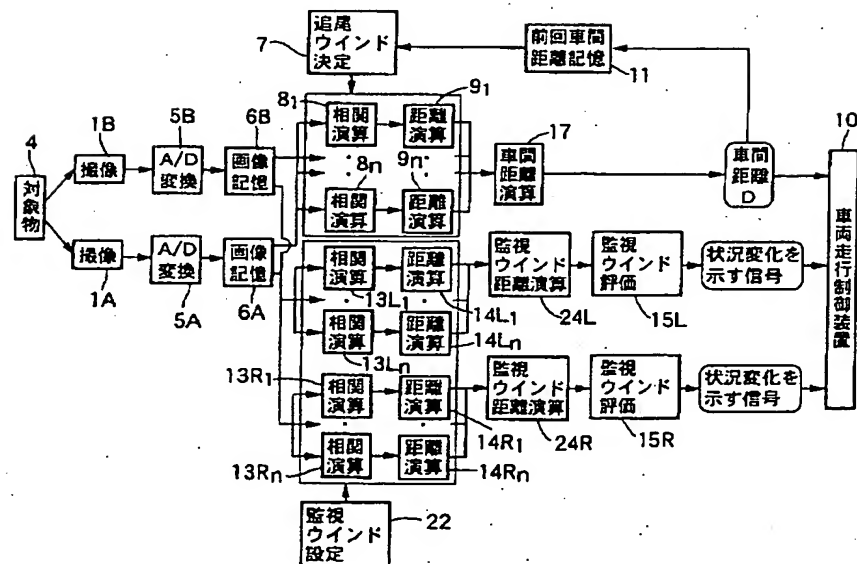 追尾
ウインド
決定
7
前回車間
距離記憶
11
4
対象物
1B
撮像
5B
A/D
変換
6B
画像
記憶
8₁
相関
演算
9₁
距離
演算
8n
相関
演算
9n
距離
演算
17
車間
距離
演算
車間
距離
D
10
車両走行制御装置
撮像
1A
A/D
変換
5A
画像
記憶
6A
相関
演算
13L₁
距離
演算
14L₁
相関
演算
13Ln
距離
演算
14Ln
監視
ウインド
距離演算
24L
監視
ウインド
評価
15L
状況変化を
示す信号
13R₁
相関
演算
距離
演算
14R₁
13Rn
相関
演算
距離
演算
14Rn
監視
ウインド
距離演算
24R
監視
ウインド
評価
15R
状況変化を
示す信号
監視
ウインド
設定
22